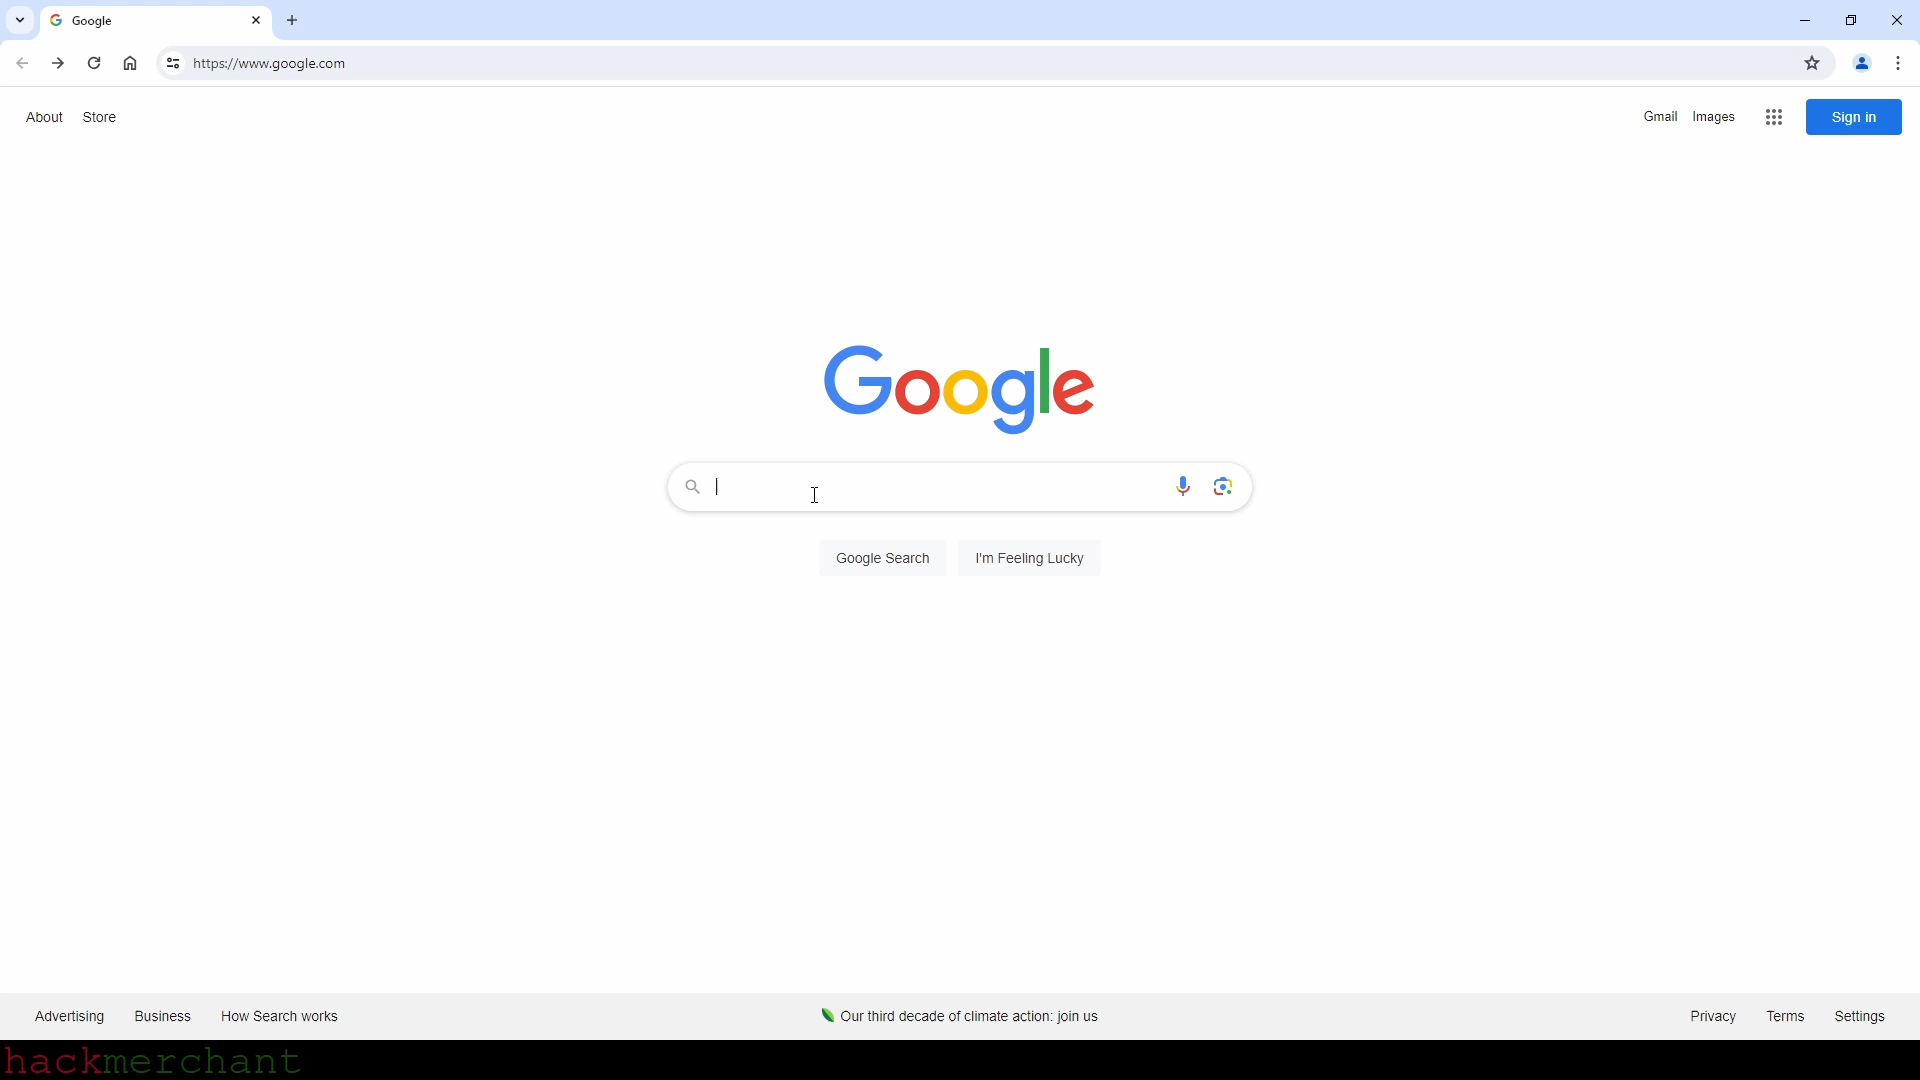 Google
https://www.google.com
About Store
Gmail Images Sign in
Google
Google Search I'm Feeling Lucky
Advertising Business How Search works
Our third decade of climate action: join us
Privacy Terms Settings
hackmerchant